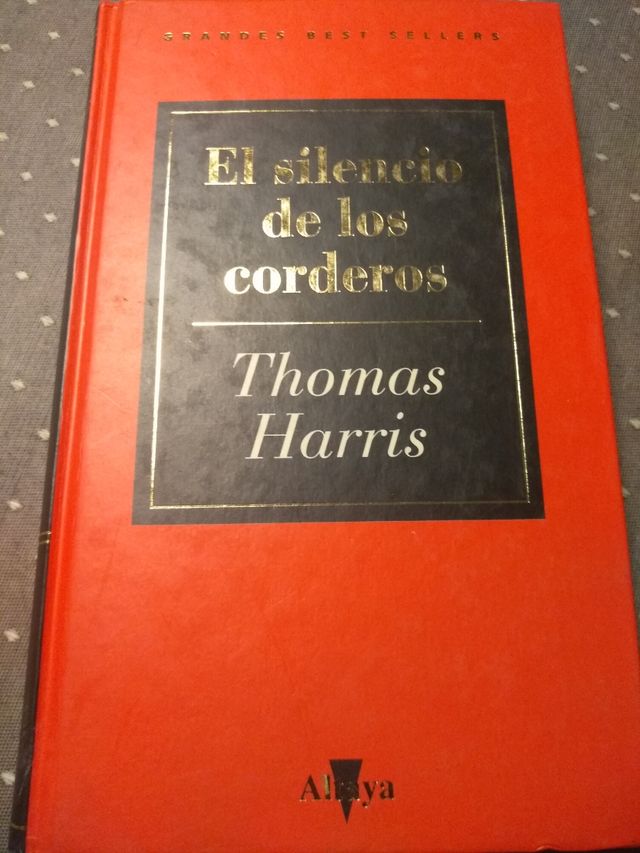 GRANDES BEST SELLERS
El silencio
de los
corderos
Thomas
Harris
Altaya